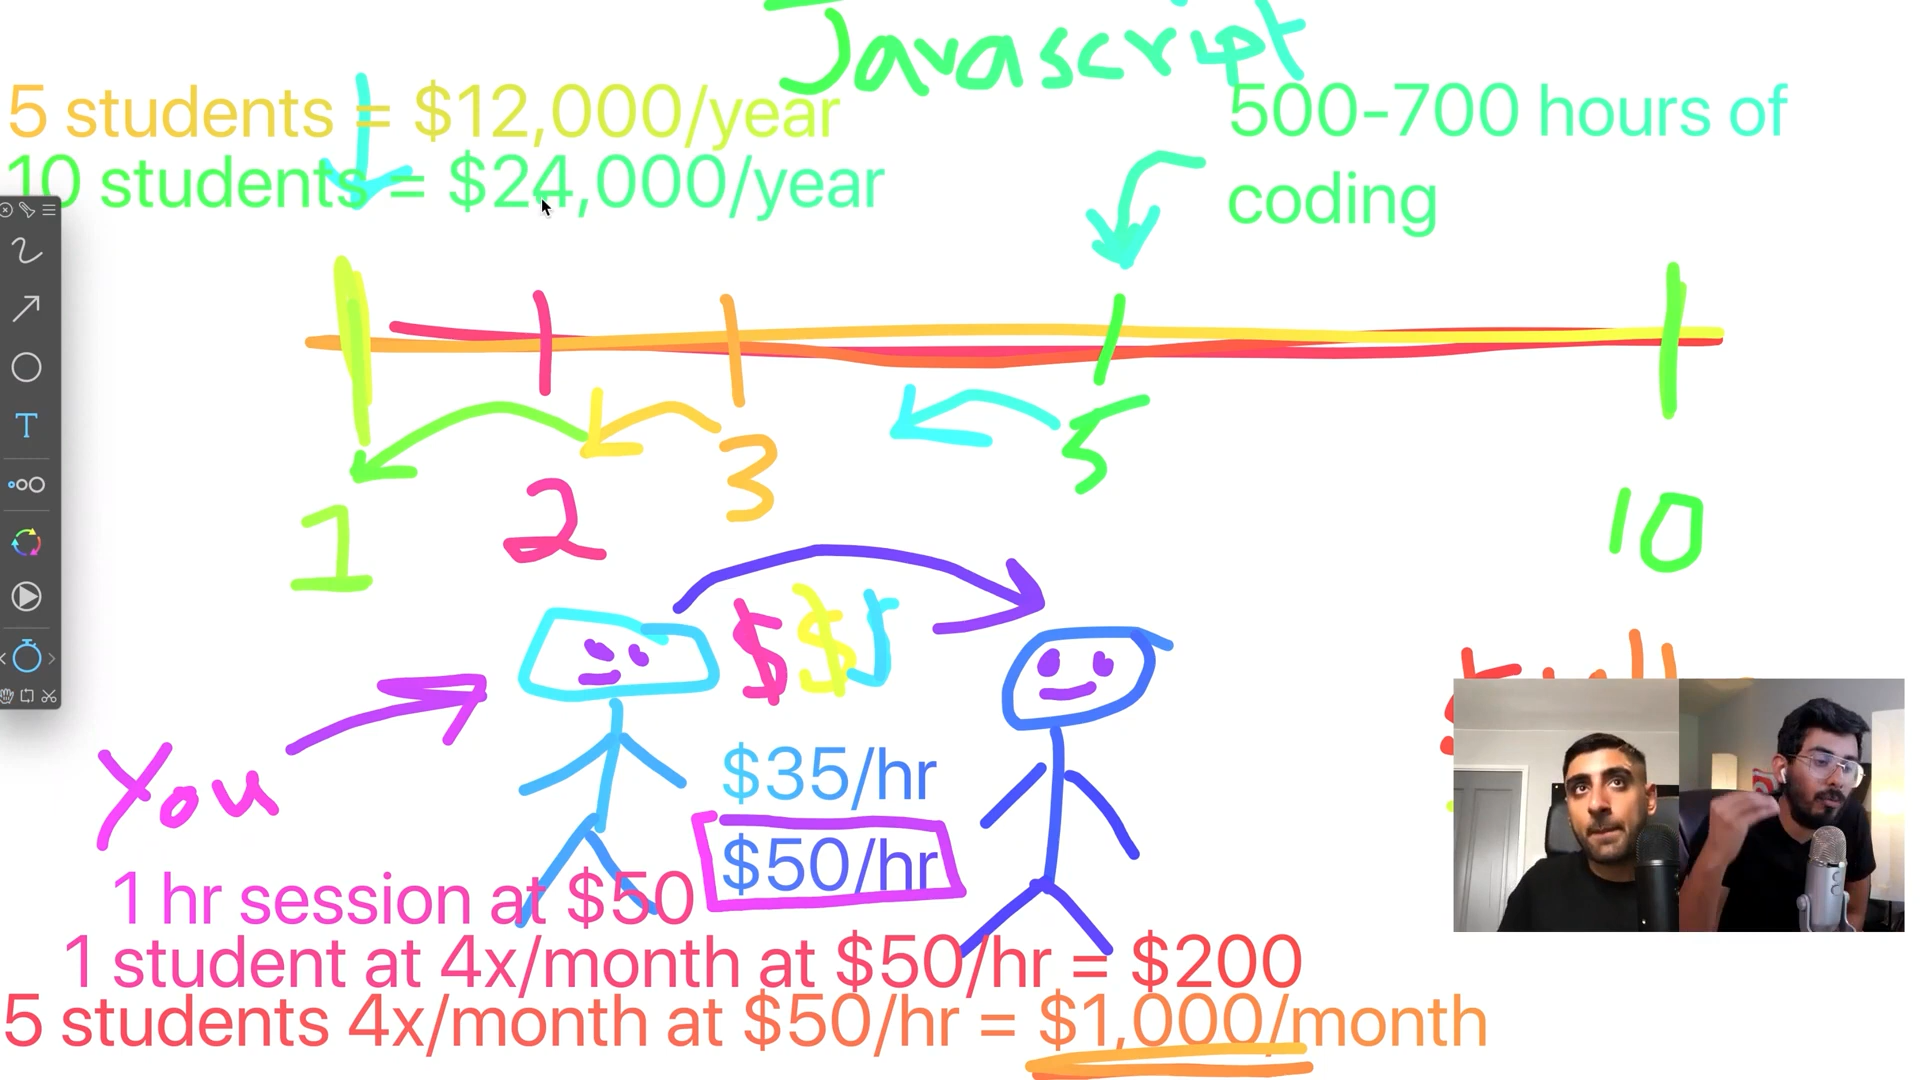 Javascript
5 students = $12,000/year
10 students = $24,000/year
500-700 hours of
coding
1 2 3 5 10
$$$
You
$35/hr
$50/hr
1 hr session at $50
1 student at 4x/month at $50/hr = $200
5 students 4x/month at $50/hr = $1,000/month